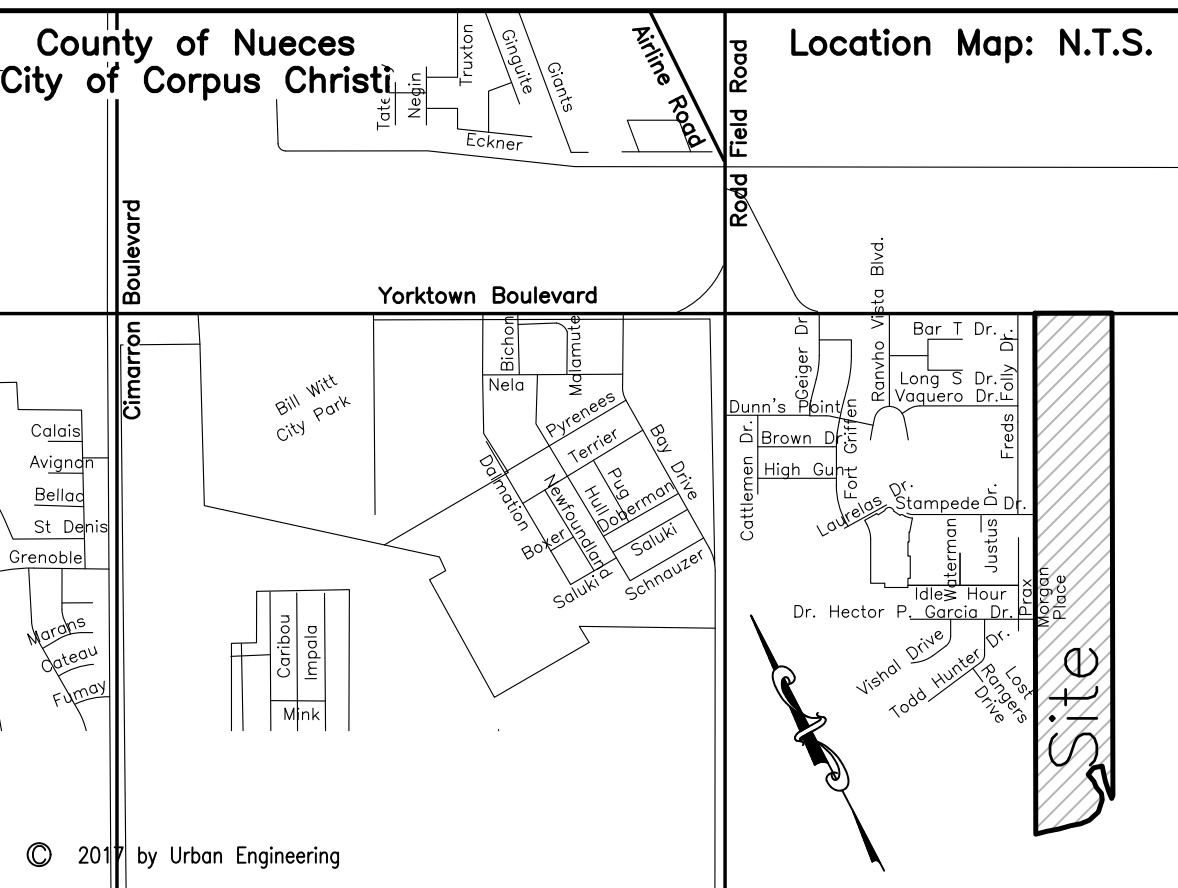 County of Nueces
City of Corpus Christi
Location Map: N.T.S.
Truxton
Ginguite
Giants
Airline Road
Rodd Field Road
Tate
Negin
Eckner
Cimarron Boulevard
Yorktown Boulevard
Ranvho Vista Blvd.
Bichon
Malamute
Geiger Dr.
Bar T Dr.
Folly Dr.
Bill Witt
City Park
Nela
Long S Dr.
Vaquero Dr.
Dunn's Point
Pyrenees
Calais
Terrier
Bay Drive
Cattlemen Dr.
Brown Dr.
Fort Griffen
Freds Dr.
Avignon
Dalmation
Newfoundland
Hull
Pug
High Gun
Bellac
Doberman
Laurelas Dr.
Stampede Dr.
St Denis
Boxer
Saluki
Waterman
Justus
Grenoble
Saluki
Schnauzer
Idle Hour
Prax
Morgan
Place
Dr. Hector P. Garcia Dr.
Marans
Caribou
Impala
Cateau
Vishal Drive
Todd Hunter Dr.
Lost
Rangers
Drive
Fumay
Mink
Site
© 2017 by Urban Engineering